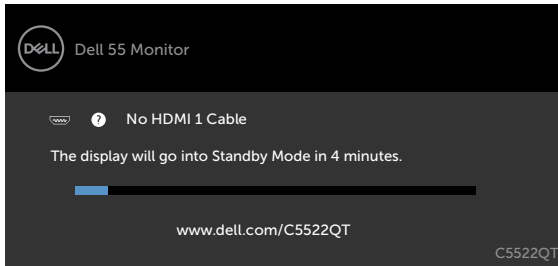 DELL Dell 55 Monitor
? No HDMI 1 Cable
The display will go into Standby Mode in 4 minutes.
www.dell.com/C5522QT
C5522QT